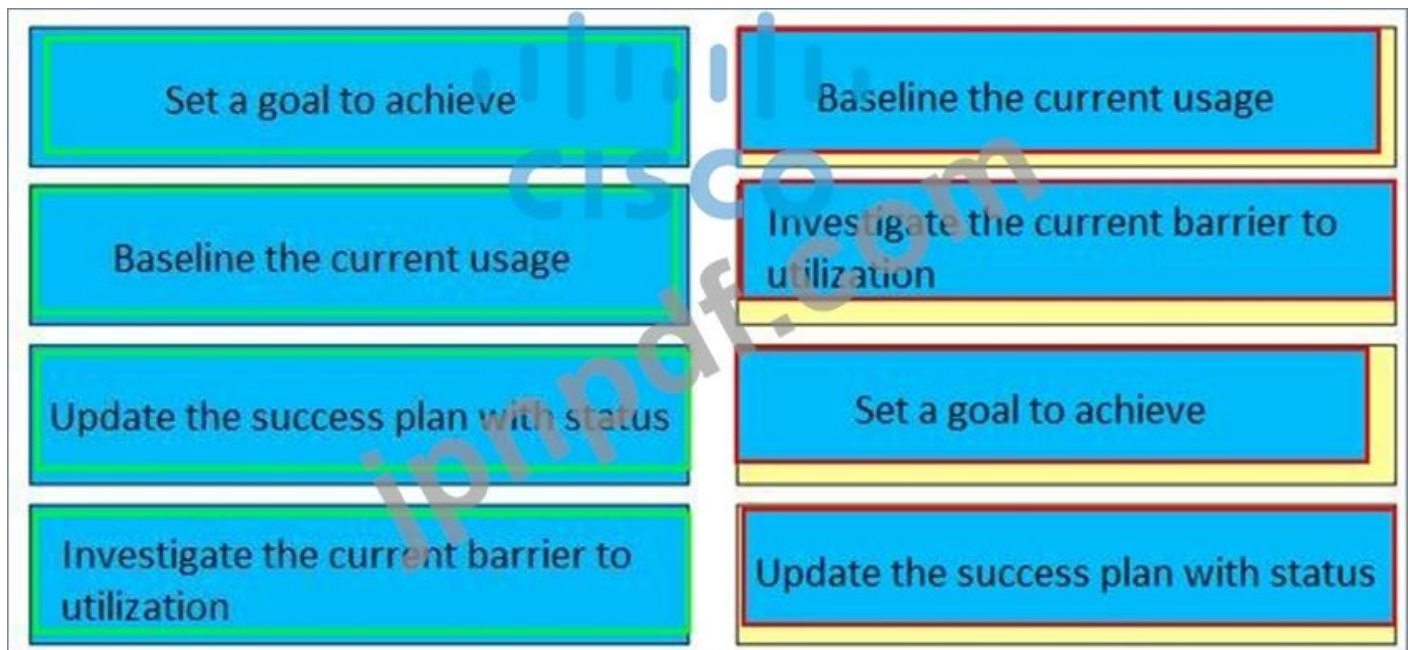 Set a goal to achieve
Baseline the current usage
Update the success plan with status
Investigate the current barrier to
utilization
Baseline the current usage
Investigate the current barrier to
utilization
Set a goal to achieve
Update the success plan with status
CISCO
jpnpdf.com